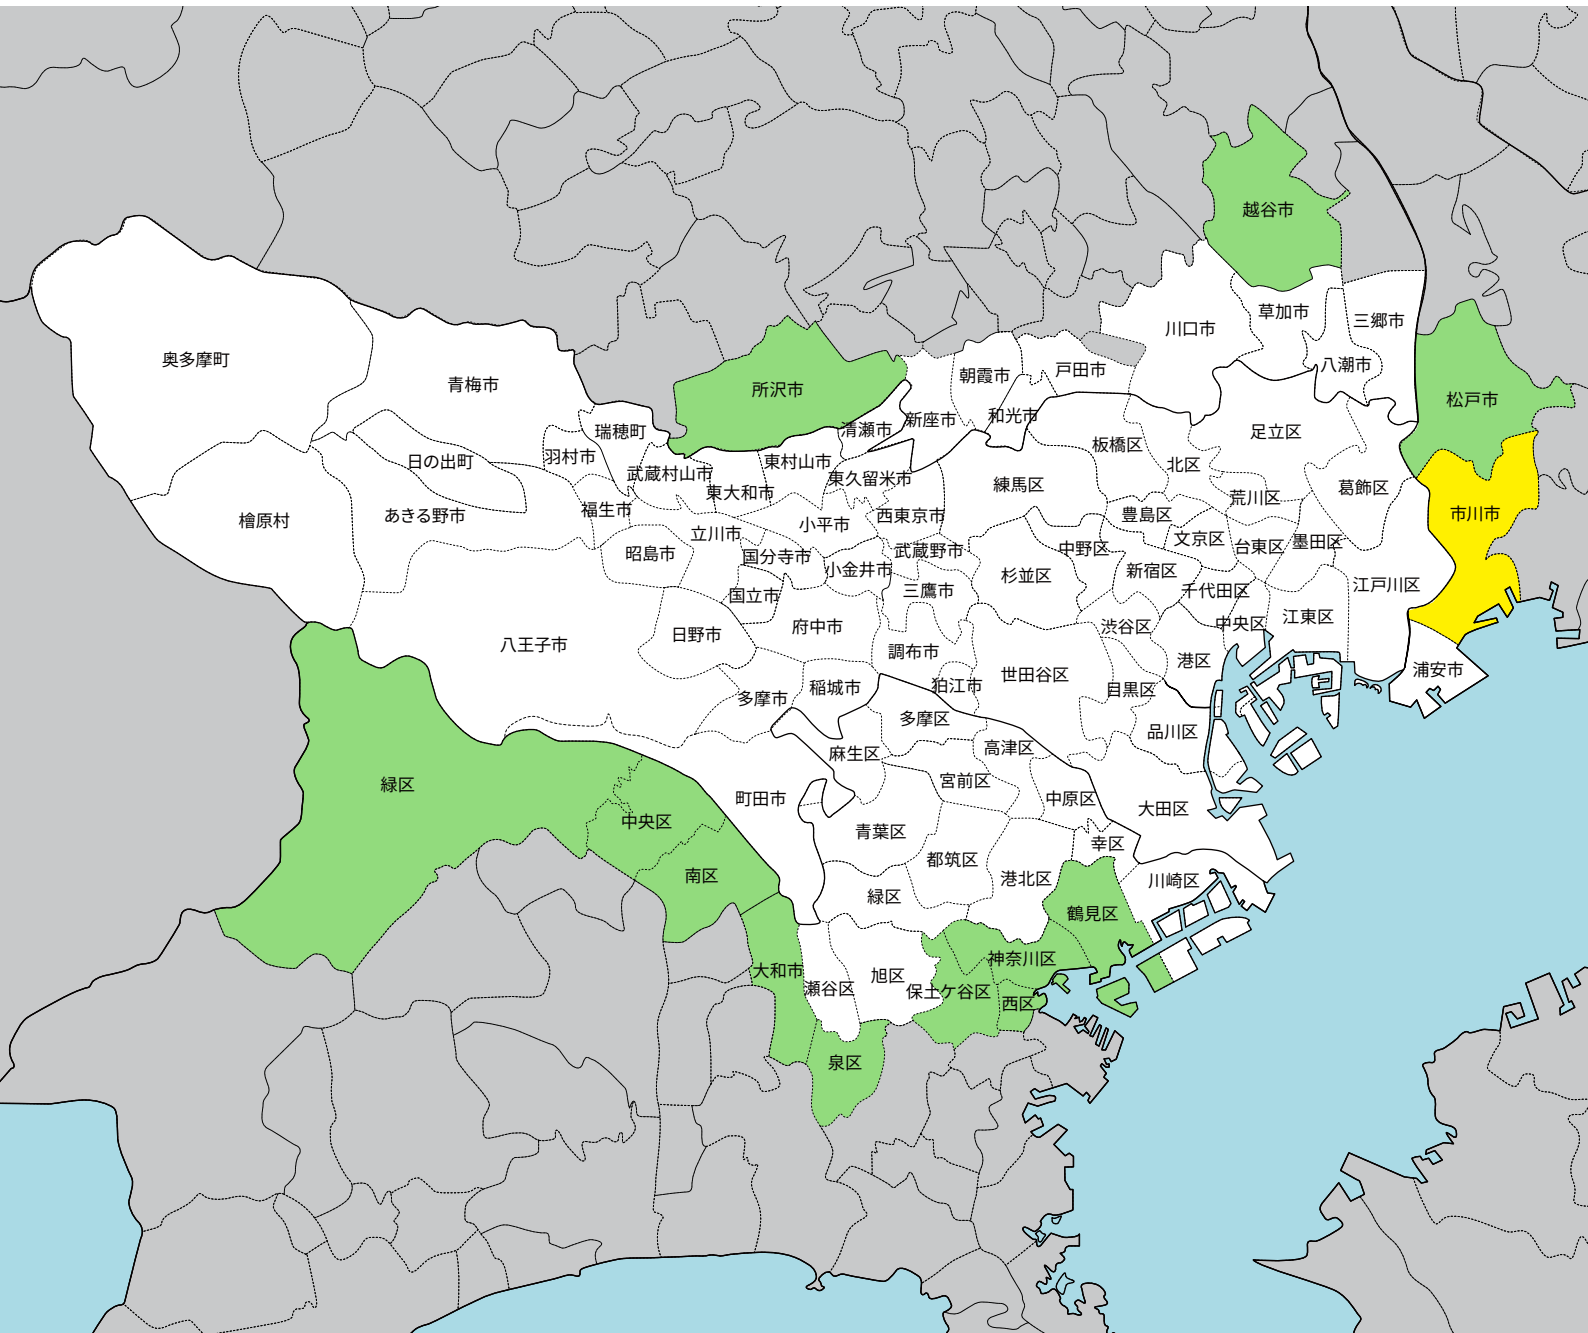 越谷市
草加市
三郷市
川口市
八潮市
奥多摩町
青梅市
所沢市
朝霞市
戸田市
松戸市
和光市
新座市
清瀬市
瑞穂町
足立区
板橋区
羽村市
日の出町
武蔵村山市
東村山市
北区
東久留米市
練馬区
葛飾区
東大和市
荒川区
福生市
檜原村
あきる野市
小平市
西東京市
豊島区
市川市
立川市
文京区
台東区
墨田区
昭島市
国分寺市
武蔵野市
中野区
小金井市
杉並区
新宿区
江戸川区
国立市
三鷹市
千代田区
日野市
府中市
渋谷区
中央区
江東区
八王子市
調布市
港区
浦安市
世田谷区
多摩市
稲城市
狛江市
目黒区
多摩区
品川区
麻生区
高津区
緑区
宮前区
町田市
中原区
大田区
中央区
青葉区
幸区
都筑区
南区
港北区
川崎区
緑区
鶴見区
大和市
神奈川区
瀬谷区
旭区
保土ケ谷区
西区
泉区